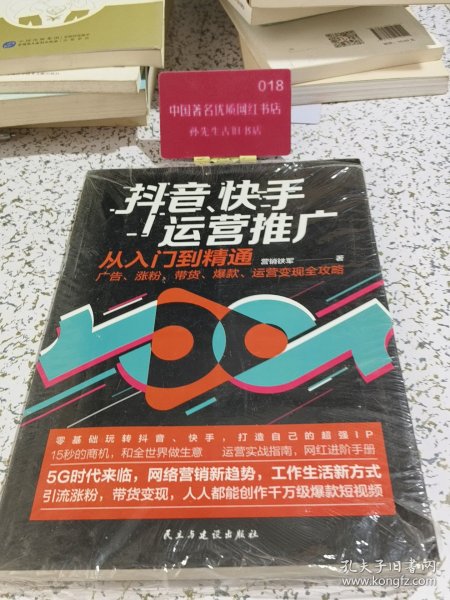 018
中国著名优质网红书店
孙先生古旧书店
抖音、快手
运营推广
从入门到精通 营销铁军 著
广告、涨粉、带货、爆款、运营变现全攻略
零基础玩转抖音、快手,打造自己的超强IP
15秒的商机,和全世界做生意 运营实战指南,网红进阶手册
5G时代来临,网络营销新趋势,工作生活新方式
引流涨粉,带货变现,人人都能创作千万级爆款短视频
民主与建设出版社
孔夫子旧书网
www.kongfz.com